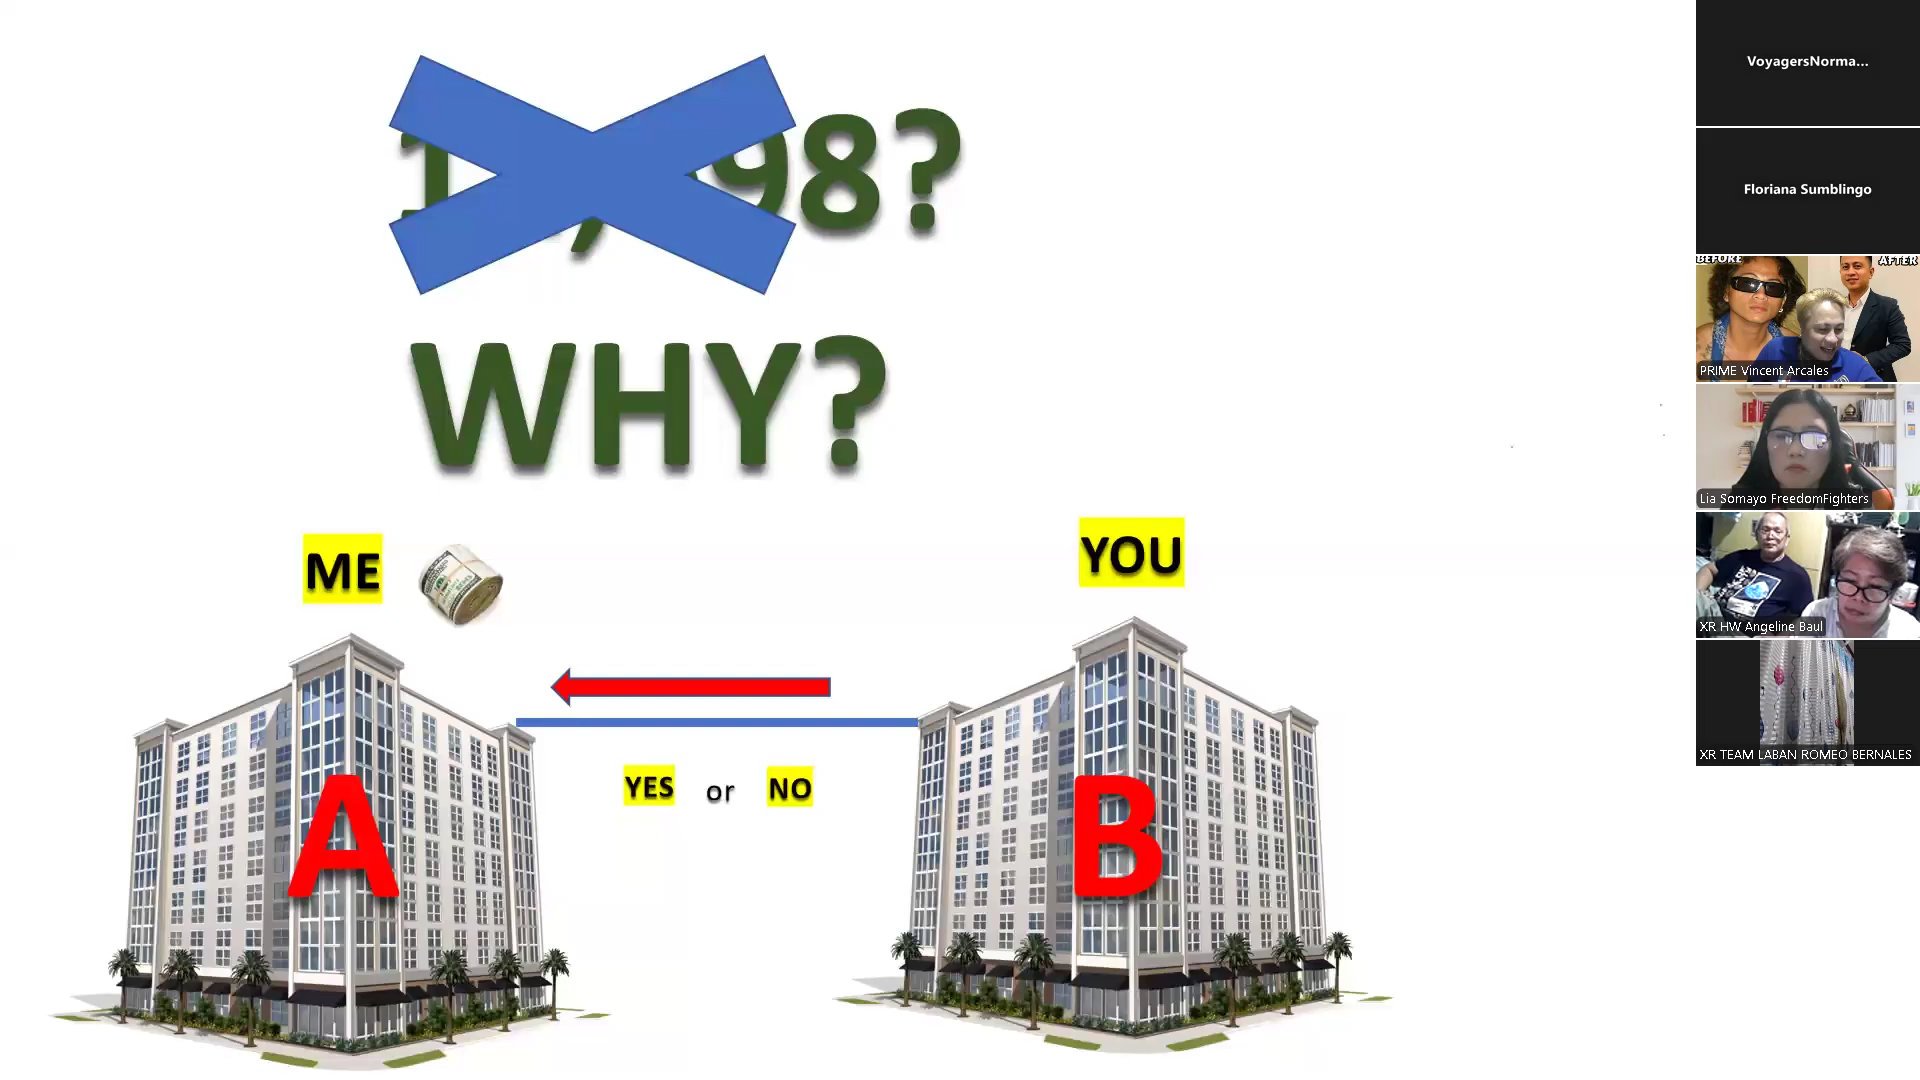 98?
WHY?
ME
YOU
YES or NO
A
B
VoyagersNorma...
Floriana Sumblingo
BEFORE
AFTER
PRIME Vincent Arcales
Lia Somayo FreedomFighters
XR HW Angeline Baul
XR TEAM LABAN ROMEO BERNALES